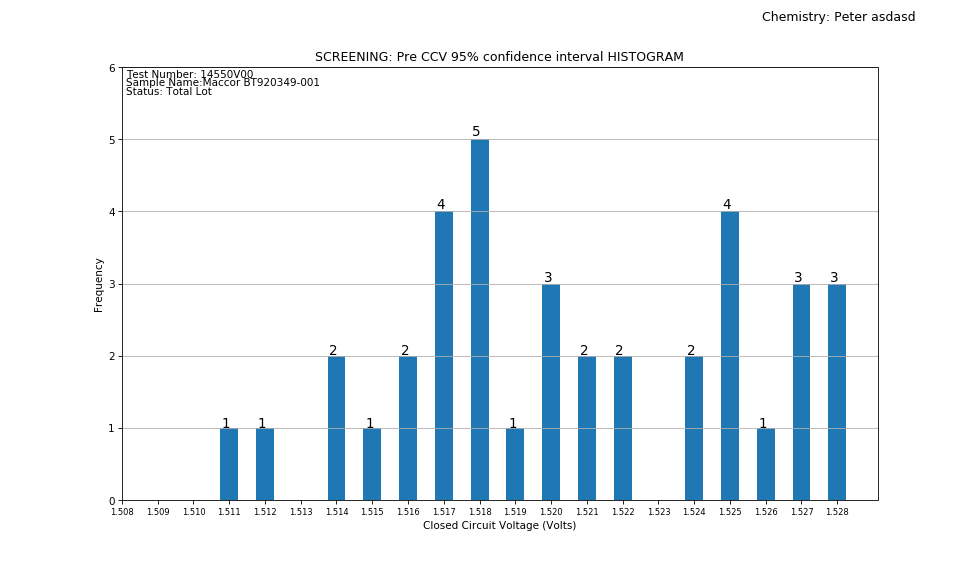 Chemistry: Peter asdasd
SCREENING: Pre CCV 95% confidence interval HISTOGRAM
Test Number: 14550V00
Sample Name:Maccor BT920349-001
Status: Total Lot
6
5
4
3
2
1
0
Frequency
1 1 2 1 2 4 5 1 3 2 2 2 4 1 3 3
1.508 1.509 1.510 1.511 1.512 1.513 1.514 1.515 1.516 1.517 1.518 1.519 1.520 1.521 1.522 1.523 1.524 1.525 1.526 1.527 1.528
Closed Circuit Voltage (Volts)